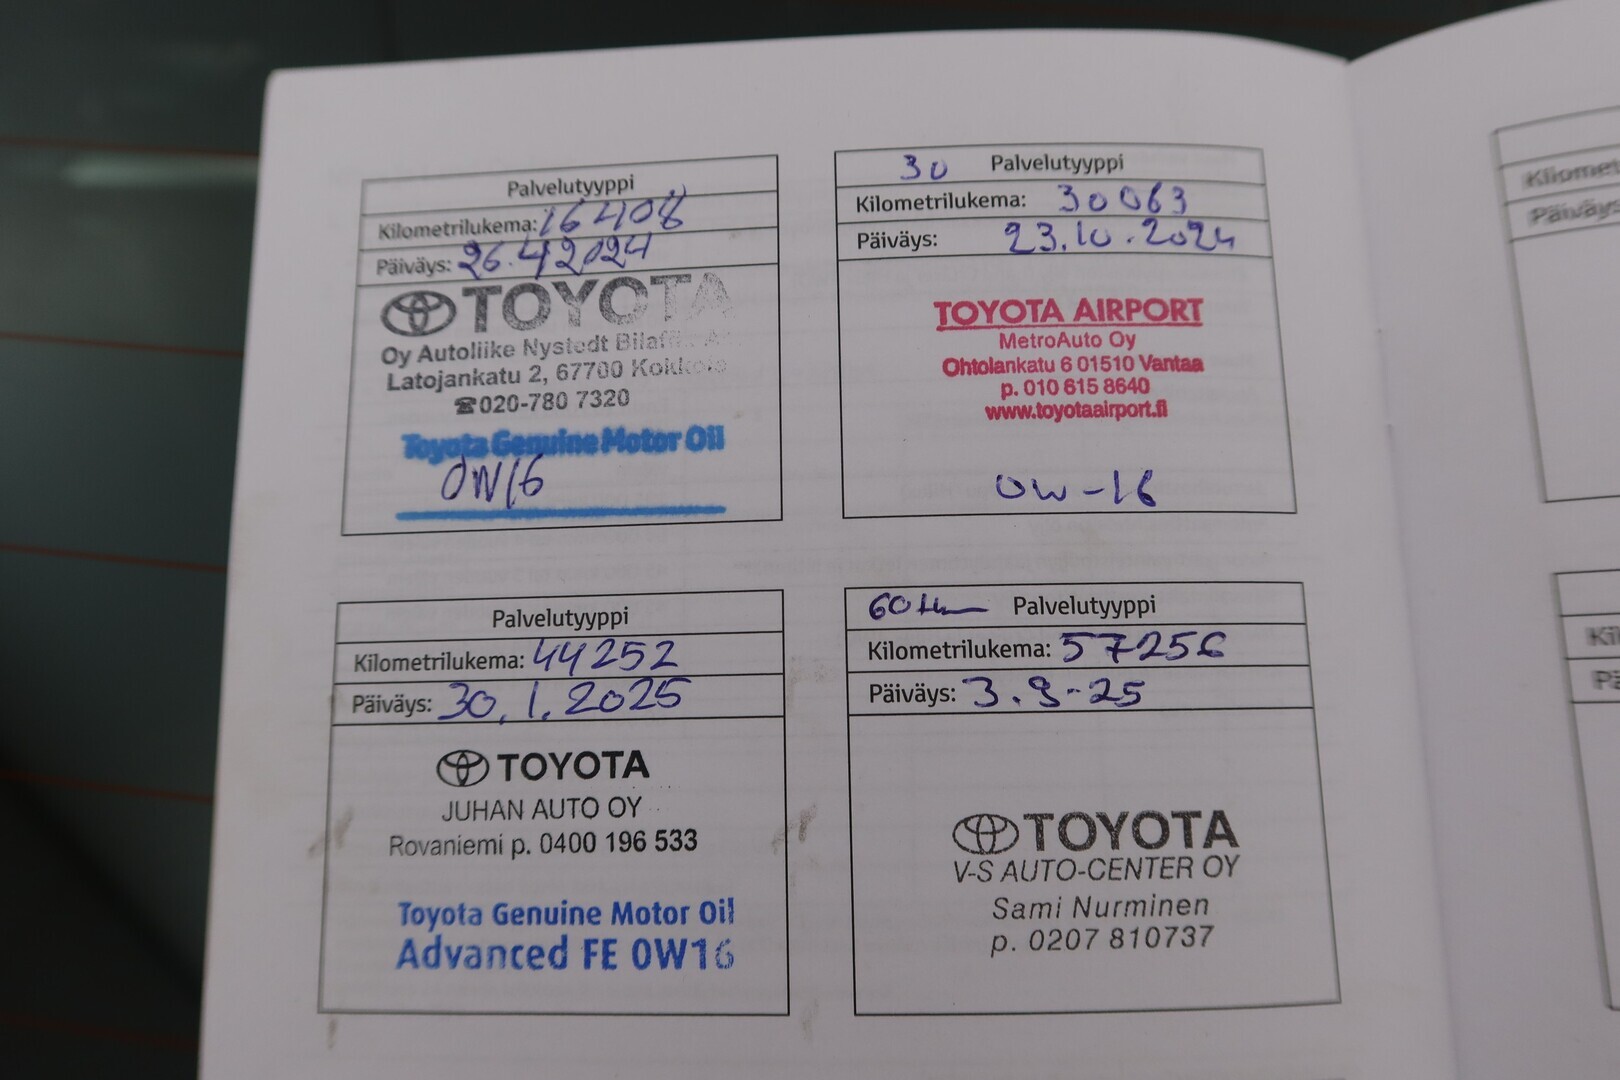 Palvelutyyppi
Kilometrilukema: 16408
Päiväys: 26.4 2024
TOYOTA
Oy Autoliike Nystedt
Latojankatu 2, 67700 Kokkola
☎020-780 7320
Toyota Genuine Motor Oil
0W16
30 Palvelutyyppi
Kilometrilukema: 30063
Päiväys: 23.10.2024
TOYOTA AIRPORT
MetroAuto Oy
Ohtolankatu 6 01510 Vantaa
p. 010 615 8640
www.toyotaairport.fi
0W-16
Palvelutyyppi
Kilometrilukema: 44252
Päiväys: 30.1.2025
TOYOTA
JUHAN AUTO OY
Rovaniemi p. 0400 196 533
Toyota Genuine Motor Oil
Advanced FE 0W16
Palvelutyyppi
Kilometrilukema: 57256
Päiväys: 3.9-25
TOYOTA
V-S AUTO-CENTER OY
Sami Nurminen
p. 0207 810737